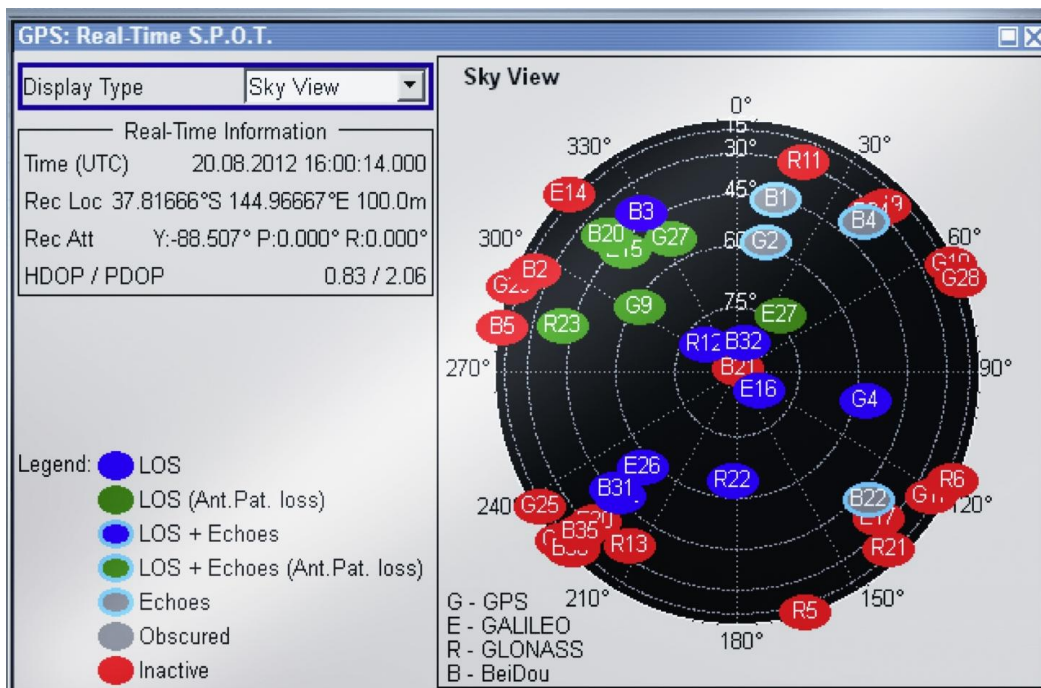 GPS: Real-Time S.P.O.T.
Display Type Sky View
Real-Time Information
Time (UTC) 20.08.2012 16:00:14.000
Rec Loc 37.81666°S 144.96667°E 100.0m
Rec Att Y:-88.507° P:0.000° R:0.000°
HDOP / PDOP 0.83 / 2.06
Legend:
LOS
LOS (Ant.Pat. loss)
LOS + Echoes
LOS + Echoes (Ant.Pat. loss)
Echoes
Obscured
Inactive
Sky View
0°
15°
330° 30° R11 30°
E14 45° B1
B3 B4
B20 G27 60° G2
E15
300° 60°
B2 G28
G9 75° E27
B5 R23
R12 B32
270° B21 90°
E16
G4
E26 R22 R6
B31 B22
240° G25 120°
B35 E17
R13 R21
210° 150°
R5
180°
G - GPS
E - GALILEO
R - GLONASS
B - BeiDou